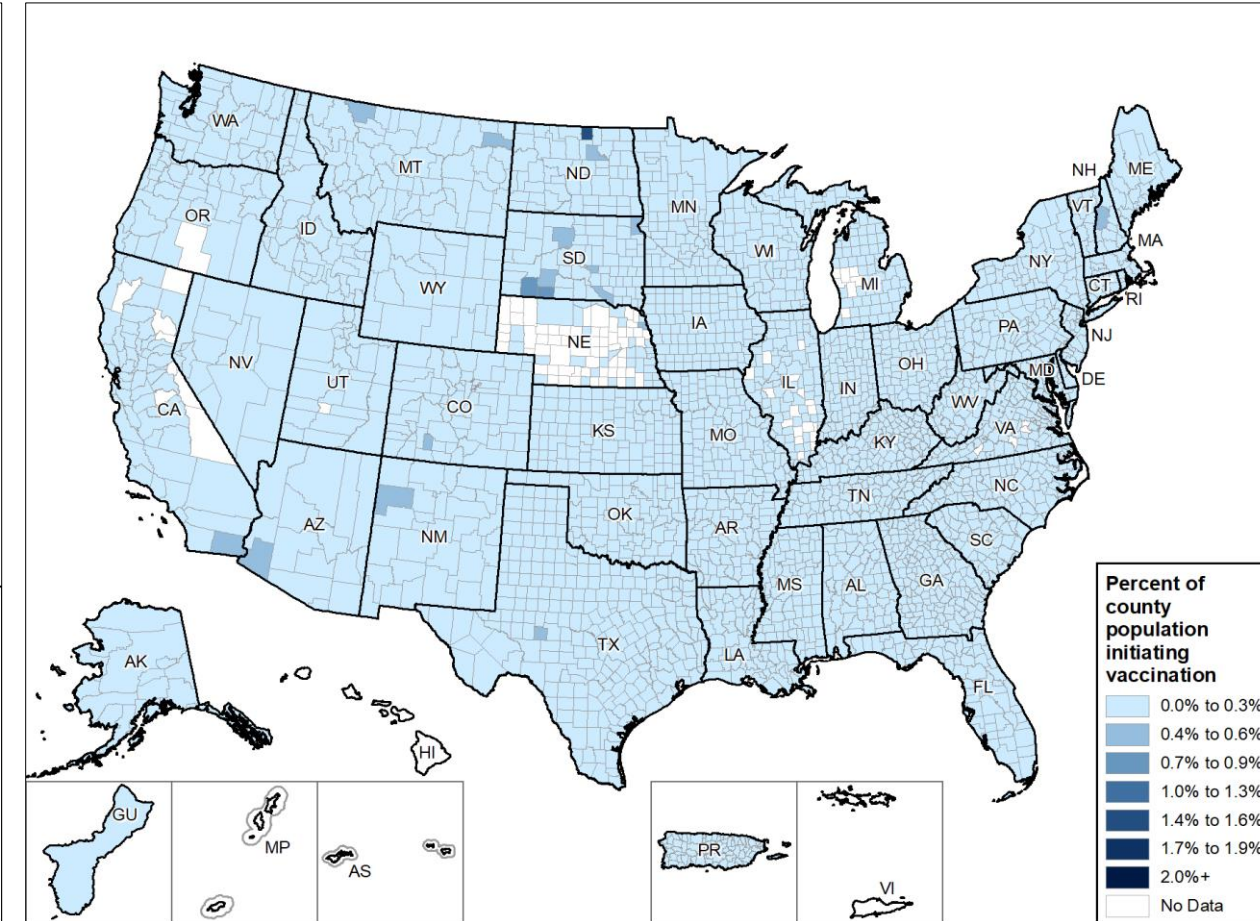 WA
MT
ND
MN
NH
ME
VT
OR
ID
SD
WI
NY
MA
MI
CT
RI
WY
IA
PA
NE
NJ
NV
OH
MD
DE
UT
IL
IN
CA
CO
WV
VA
KS
MO
KY
NC
TN
OK
AZ
NM
AR
SC
MS
AL
GA
TX
LA
AK
FL
HI
GU
MP
AS
PR
VI
Percent of
county
population
initiating
vaccination
0.0% to 0.3%
0.4% to 0.6%
0.7% to 0.9%
1.0% to 1.3%
1.4% to 1.6%
1.7% to 1.9%
2.0%+
No Data